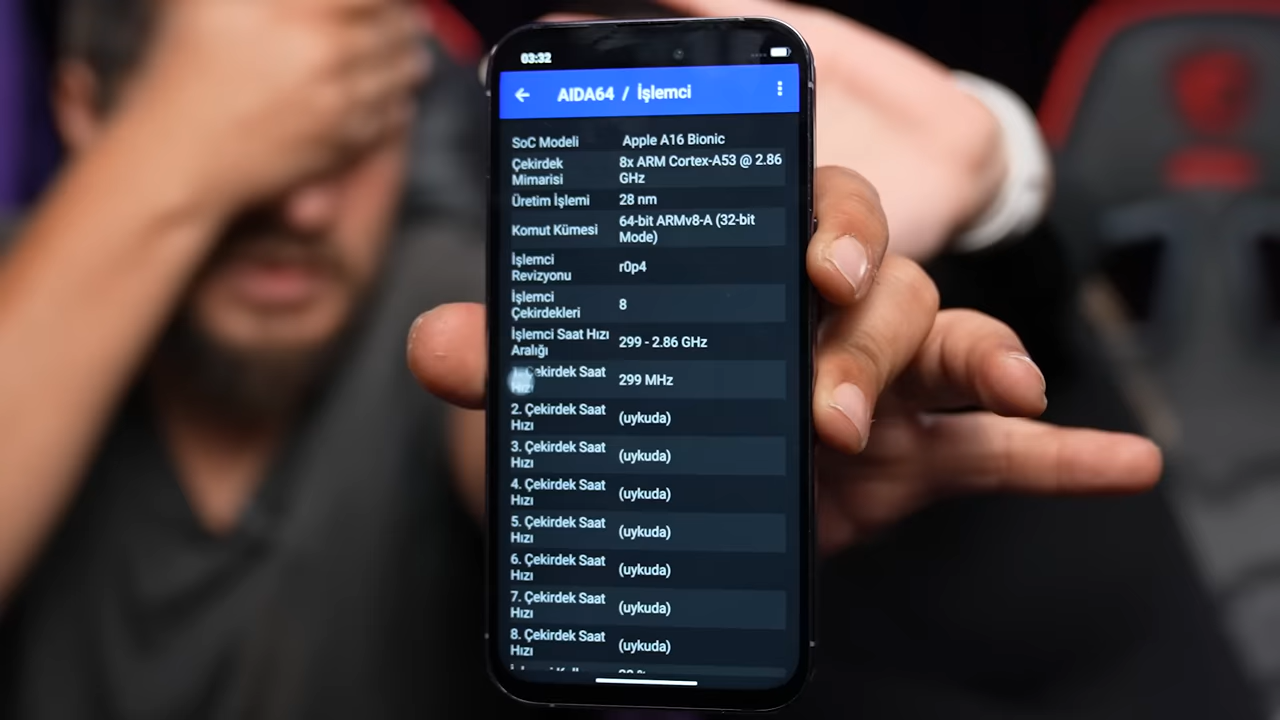 03:32
AIDA64 / İşlemci
SoC Modeli Apple A16 Bionic
Çekirdek Mimarisi 8x ARM Cortex-A53 @ 2.86 GHz
Üretim İşlemi 28 nm
Komut Kümesi 64-bit ARMv8-A (32-bit Mode)
İşlemci Revizyonu r0p4
İşlemci Çekirdekleri 8
İşlemci Saat Hızı Aralığı 299 - 2.86 GHz
1. Çekirdek Saat Hızı 299 MHz
2. Çekirdek Saat Hızı (uykuda)
3. Çekirdek Saat Hızı (uykuda)
4. Çekirdek Saat Hızı (uykuda)
5. Çekirdek Saat Hızı (uykuda)
6. Çekirdek Saat Hızı (uykuda)
7. Çekirdek Saat Hızı (uykuda)
8. Çekirdek Saat Hızı (uykuda)